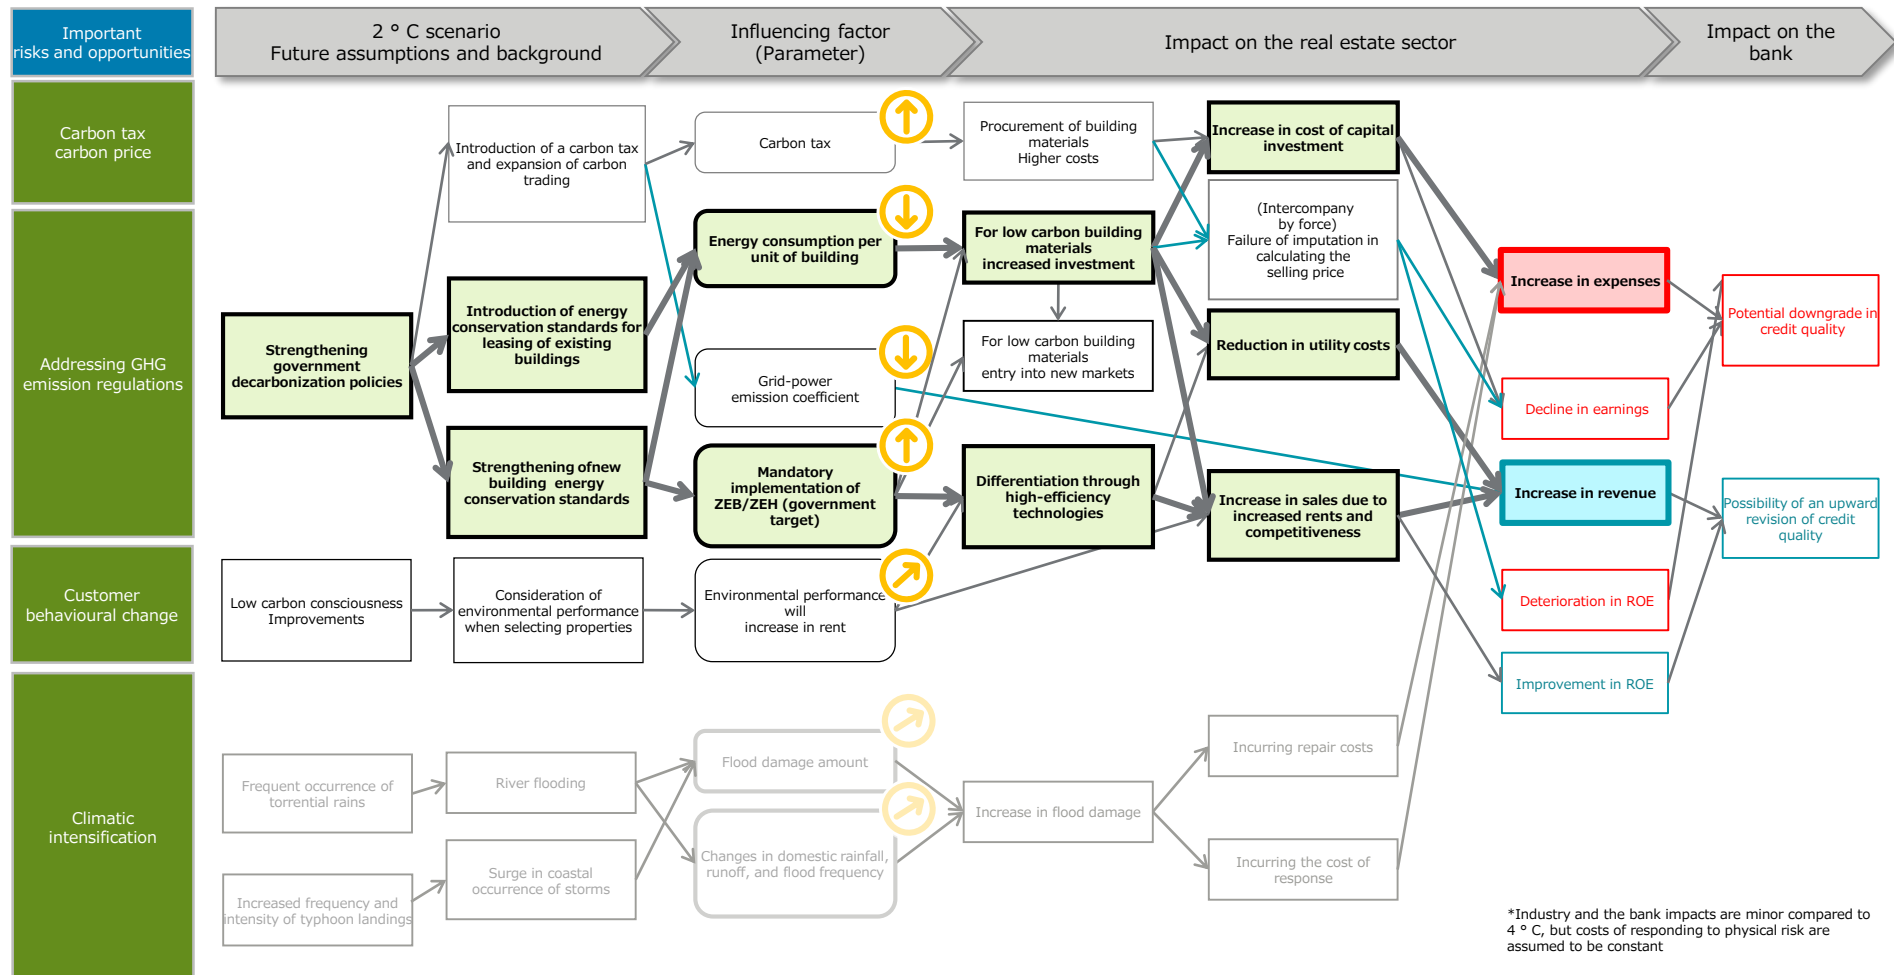 Important
risks and opportunities
2 ° C scenario
Future assumptions and background
Influencing factor
(Parameter)
Impact on the real estate sector
Impact on the
bank
Carbon tax
carbon price
Introduction of a carbon tax
and expansion of carbon
trading
Carbon tax
Procurement of building
materials
Higher costs
Increase in cost of capital
investment
Addressing GHG
emission regulations
Strengthening
government
decarbonization policies
Introduction of energy
conservation standards for
leasing of existing
buildings
Strengthening ofnew
building energy
conservation standards
Energy consumption per
unit of building
Grid-power
emission coefficient
Mandatory
implementation of
ZEB/ZEH (government
target)
For low carbon building
materials
increased investment
For low carbon building
materials
entry into new markets
Differentiation through
high-efficiency
technologies
(Intercompany
by force)
Failure of imputation in
calculating the
selling price
Reduction in utility costs
Increase in sales due to
increased rents and
competitiveness
Increase in expenses
Decline in earnings
Increase in revenue
Deterioration in ROE
Improvement in ROE
Potential downgrade in
credit quality
Possibility of an upward
revision of credit
quality
Customer
behavioural change
Low carbon consciousness
Improvements
Consideration of
environmental performance
when selecting properties
Environmental performance
will
increase in rent
Climatic
intensification
Frequent occurrence of
torrential rains
Increased frequency and
intensity of typhoon landings
River flooding
Surge in coastal
occurrence of storms
Flood damage amount
Changes in domestic rainfall,
runoff, and flood frequency
Increase in flood damage
Incurring repair costs
Incurring the cost of
response
*Industry and the bank impacts are minor compared to
4 ° C, but costs of responding to physical risk are
assumed to be constant